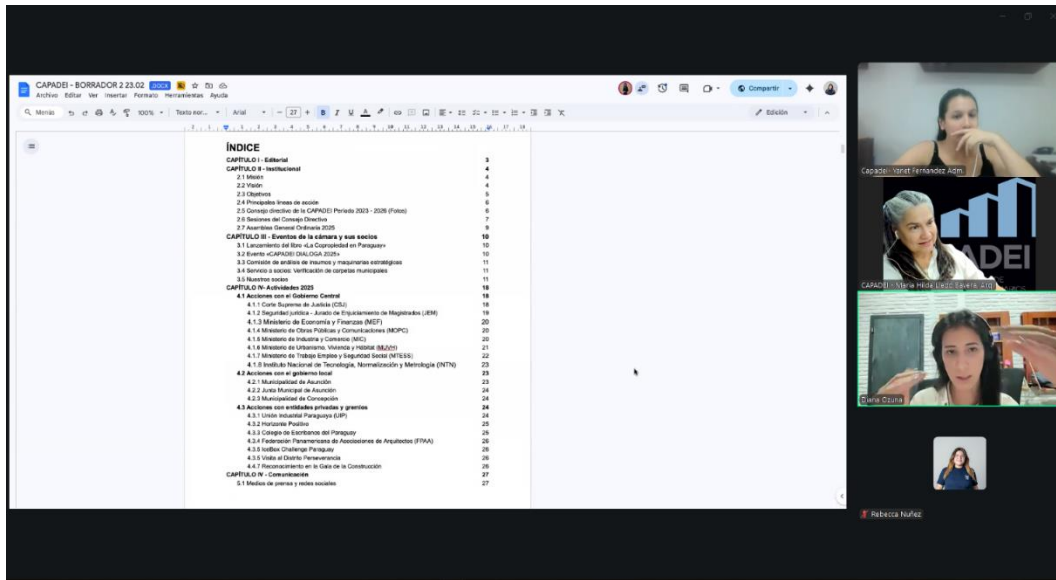 CAPADEI - BORRADOR 2 23.02 .DOCX
Archivo Editar Ver Insertar Formato Herramientas Ayuda
Compartir
Menús 100% Texto nor... Arial 27 B I U A Edición
ÍNDICE
CAPÍTULO I - Editorial 3
CAPÍTULO II - Institucional 4
2.1 Misión 4
2.2 Visión 4
2.3 Objetivos 5
2.4 Principales líneas de acción 6
2.5 Consejo directivo de la CAPADEI Periodo 2023 - 2026 (Fotos) 6
2.6 Sesiones del Consejo Directivo 7
2.7 Asamblea General Ordinaria 2025 9
CAPÍTULO III - Eventos de la cámara y sus socios 10
3.1 Lanzamiento del libro «La Copropiedad en Paraguay» 10
3.2 Evento «CAPADEI DIALOGA 2025» 10
3.3 Comisión de análisis de insumos y maquinarias estratégicas 11
3.4 Servicio a socios: Verificación de carpetas municipales 11
3.5 Nuestros socios 11
CAPÍTULO IV- Actividades 2025 18
4.1 Acciones con el Gobierno Central 18
4.1.1 Corte Suprema de Justicia (CSJ) 18
4.1.2 Seguridad jurídica - Jurado de Enjuiciamiento de Magistrados (JEM) 19
4.1.3 Ministerio de Economía y Finanzas (MEF) 20
4.1.4 Ministerio de Obras Públicas y Comunicaciones (MOPC) 20
4.1.5 Ministerio de Industria y Comercio (MIC) 20
4.1.6 Ministerio de Urbanismo, Vivienda y Hábitat (MUVH) 21
4.1.7 Ministerio de Trabajo Empleo y Seguridad Social (MTESS) 22
4.1.8 Instituto Nacional de Tecnología, Normalización y Metrología (INTN) 23
4.2 Acciones con el gobierno local 23
4.2.1 Municipalidad de Asunción 23
4.2.2 Junta Municipal de Asunción 24
4.2.3 Municipalidad de Concepción 24
4.3 Acciones con entidades privadas y gremios 24
4.3.1 Unión Industrial Paraguaya (UIP) 24
4.3.2 Horizonte Positivo 25
4.3.3 Colegio de Escribanos del Paraguay 25
4.3.4 Federación Panamericana de Asociaciones de Arquitectos (FPAA) 26
4.3.5 IceBox Challenge Paraguay 26
4.3.5 Visita al Distrito Perseverancia 26
4.4.7 Reconocimiento en la Gala de la Construcción 26
CAPÍTULO IV - Comunicación 27
5.1 Medios de prensa y redes sociales 27
Capadei- Yanet Fernandez Adm.
ADEI
CAPADEI - María Hilda
Diana Ozuna
Rebecca Nuñez